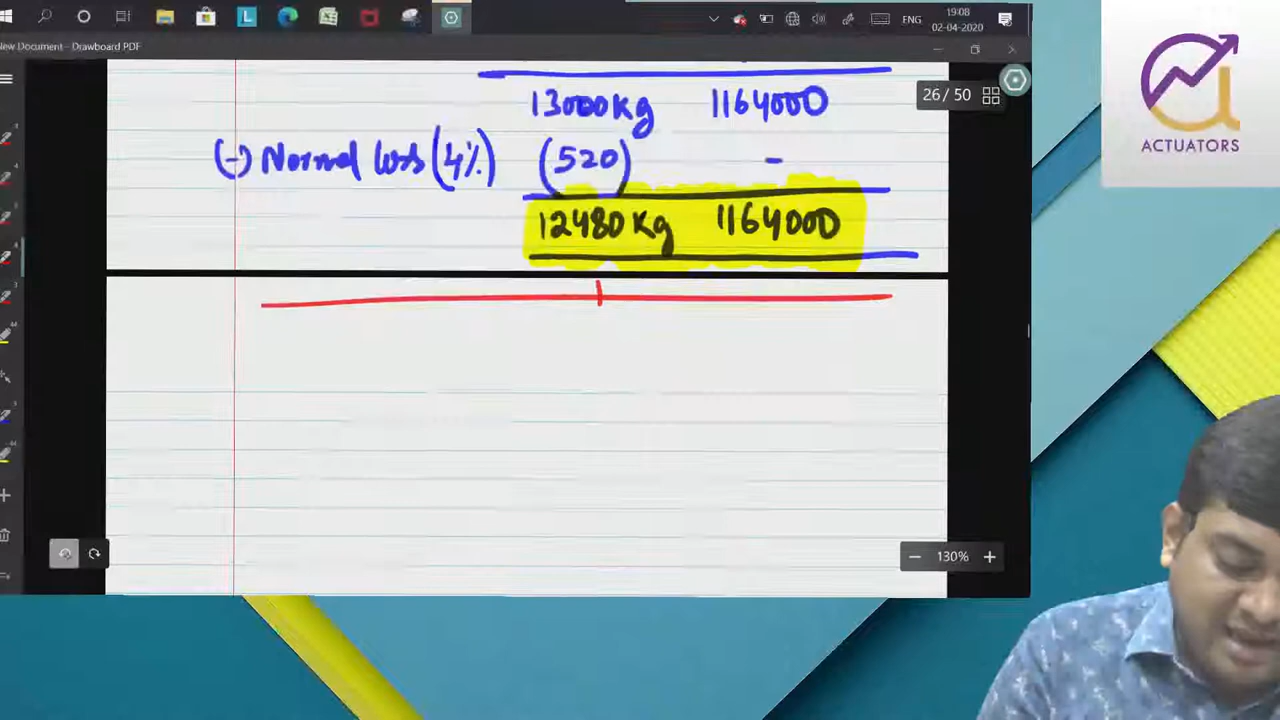 19:08
ENG
02-04-2020
New Document - Drawboard PDF
26 / 50
13000kg 1164000
(-) Normal loss (4%) (520) -
12480 Kg 1164000
130%
ACTUATORS